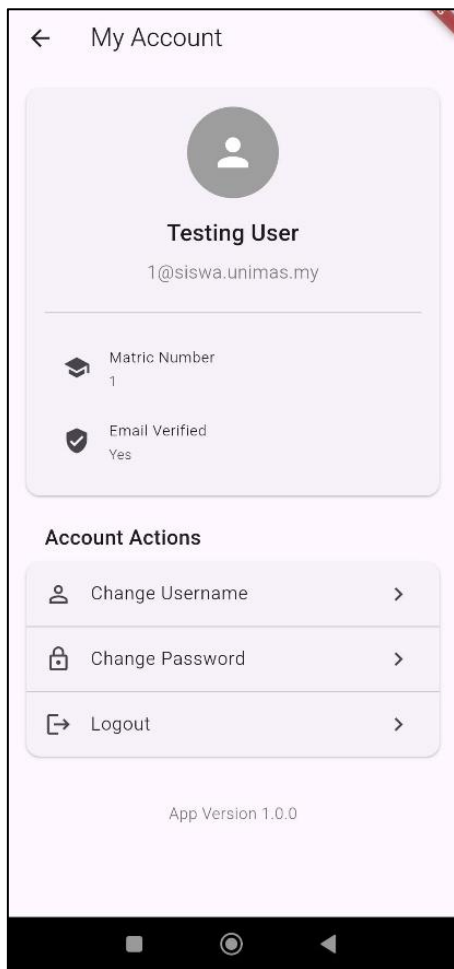 My Account
Testing User
1@siswa.unimas.my
Matric Number
1
Email Verified
Yes
Account Actions
Change Username
Change Password
Logout
App Version 1.0.0